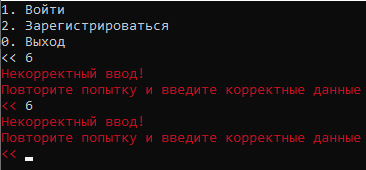 1. Войти
2. Зарегистрироваться
0. Выход
<< 6
Некорректный ввод!
Повторите попытку и введите корректные данные
<< 6
Некорректный ввод!
Повторите попытку и введите корректные данные
<<